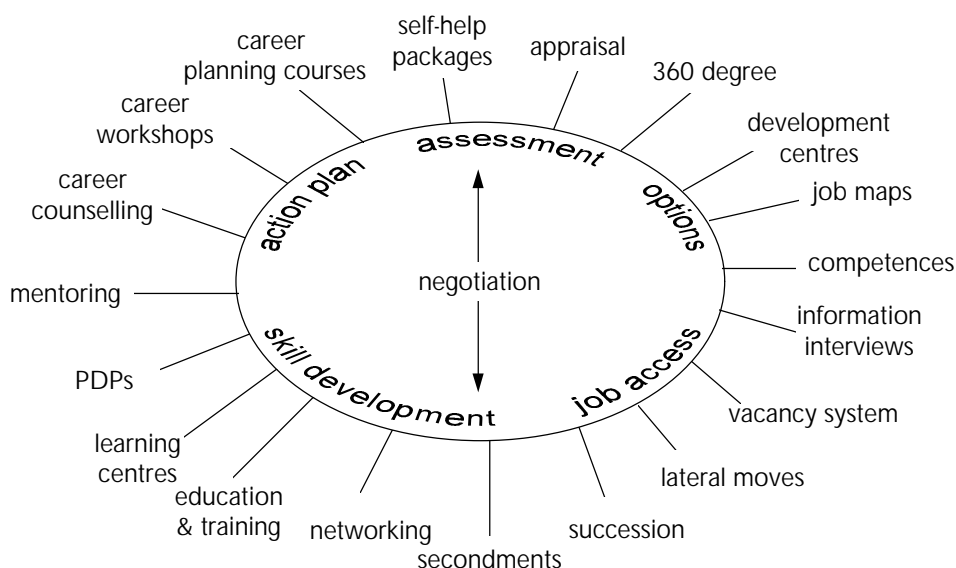 self-help
packages
appraisal
360 degree
development
centres
job maps
competences
information
interviews
vacancy system
lateral moves
succession
secondments
networking
education
& training
learning
centres
PDPs
mentoring
career
counselling
career
workshops
career
planning courses
assessment
options
job access
skill development
action plan
negotiation